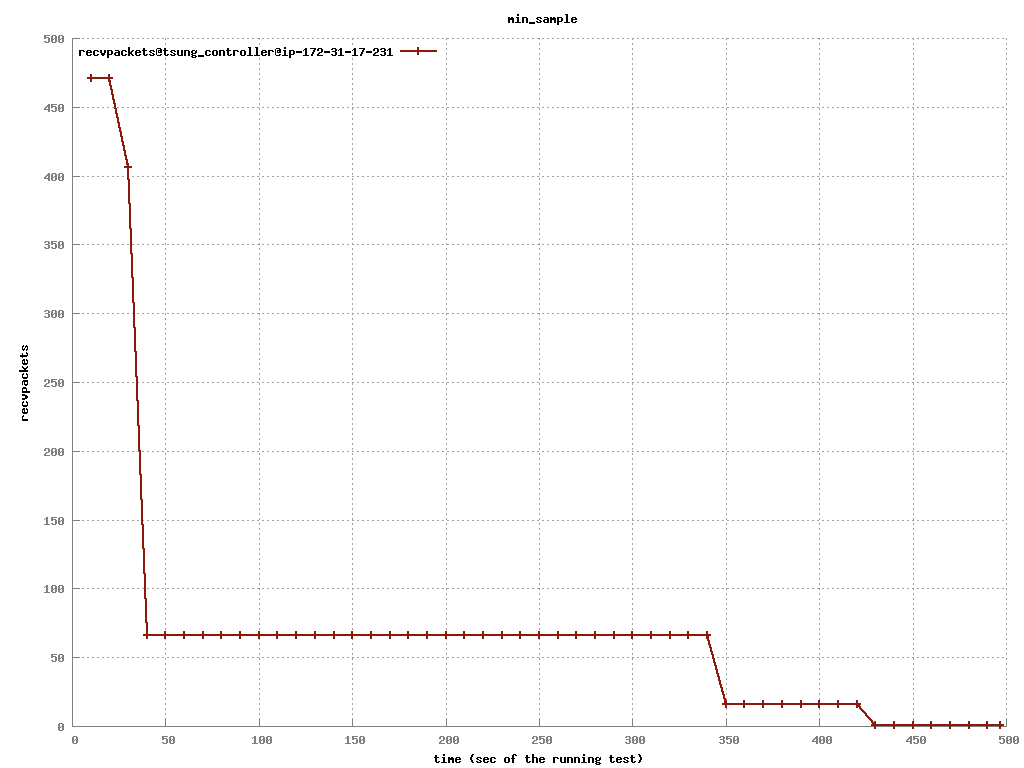 min_sample
recvpackets@tsung_controller@ip-172-31-17-231
500
450
400
350
300
250
200
150
100
50
0
recvpackets
0 50 100 150 200 250 300 350 400 450 500
time (sec of the running test)